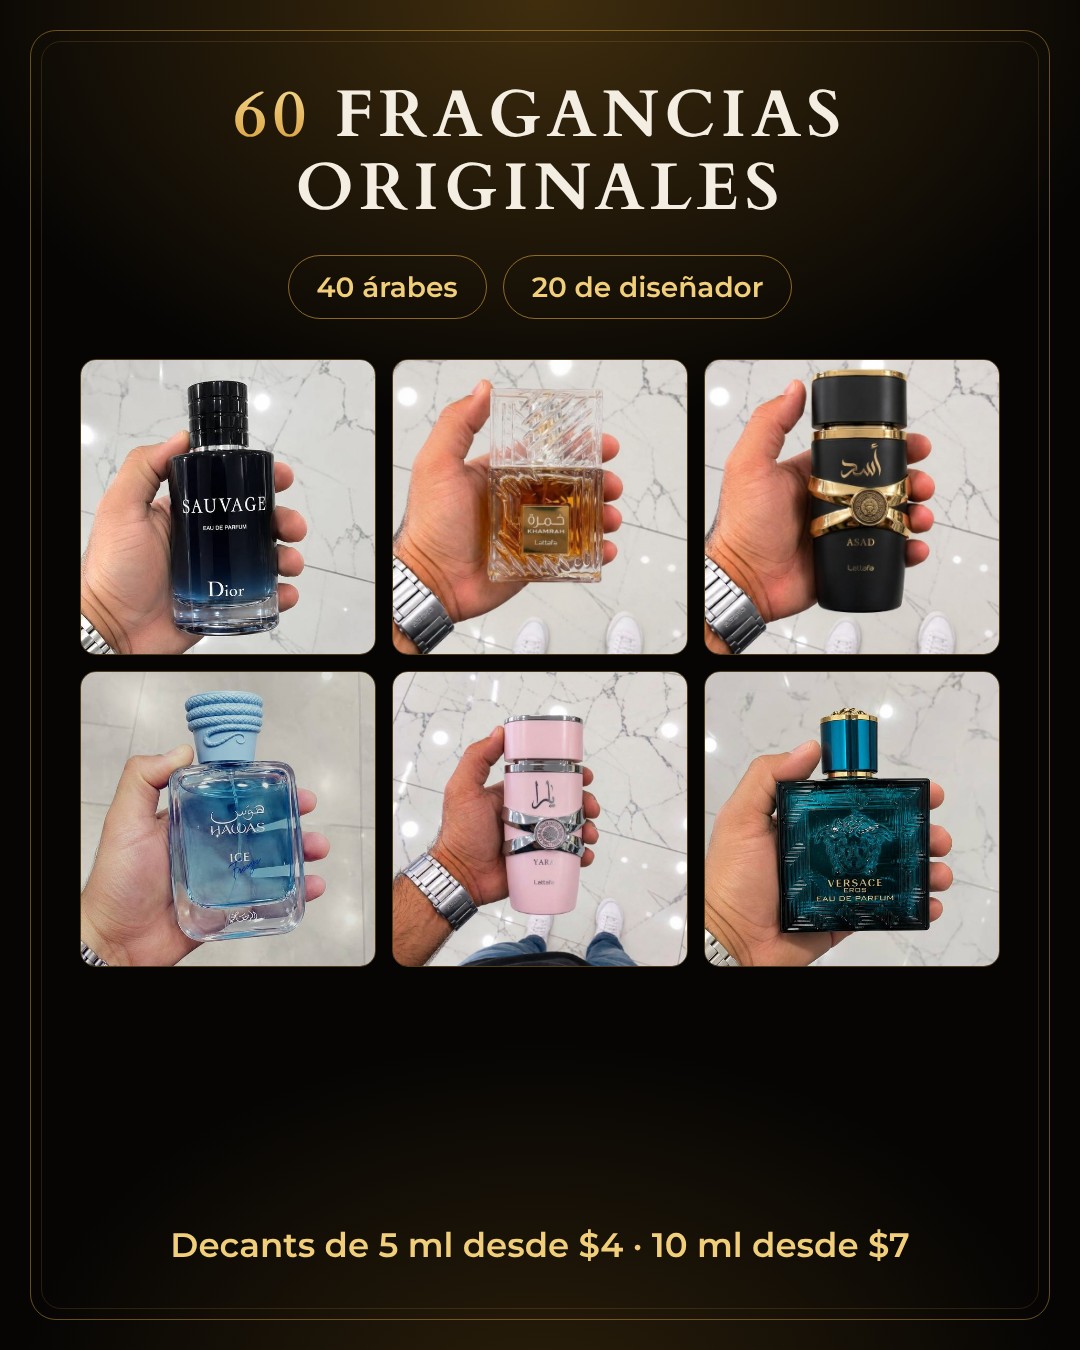 60 FRAGANCIAS
ORIGINALES
40 árabes
20 de diseñador
SAUVAGE
EAU DE PARFUM
Dior
خمرة
KHAMRAH
Lattafa
أسد
ASAD
Lattafa
هوس
HAWAS
ICE
يارا
YARA
Lattafa
VERSACE
EROS
EAU DE PARFUM
Decants de 5 ml desde $4 · 10 ml desde $7